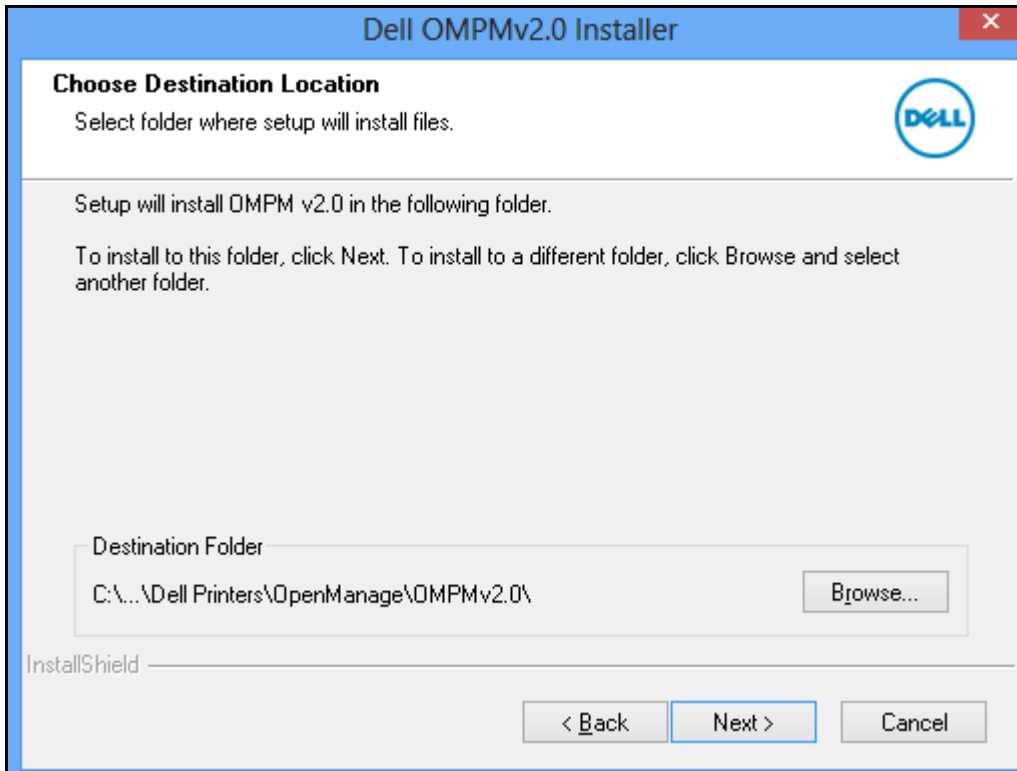 Dell OMPMv2.0 Installer
Choose Destination Location
Select folder where setup will install files.
DELL
Setup will install OMPM v2.0 in the following folder.
To install to this folder, click Next. To install to a different folder, click Browse and select
another folder.
Destination Folder
C:\...\Dell Printers\OpenManage\OMPMv2.0\
Browse...
InstallShield
< Back
Next >
Cancel